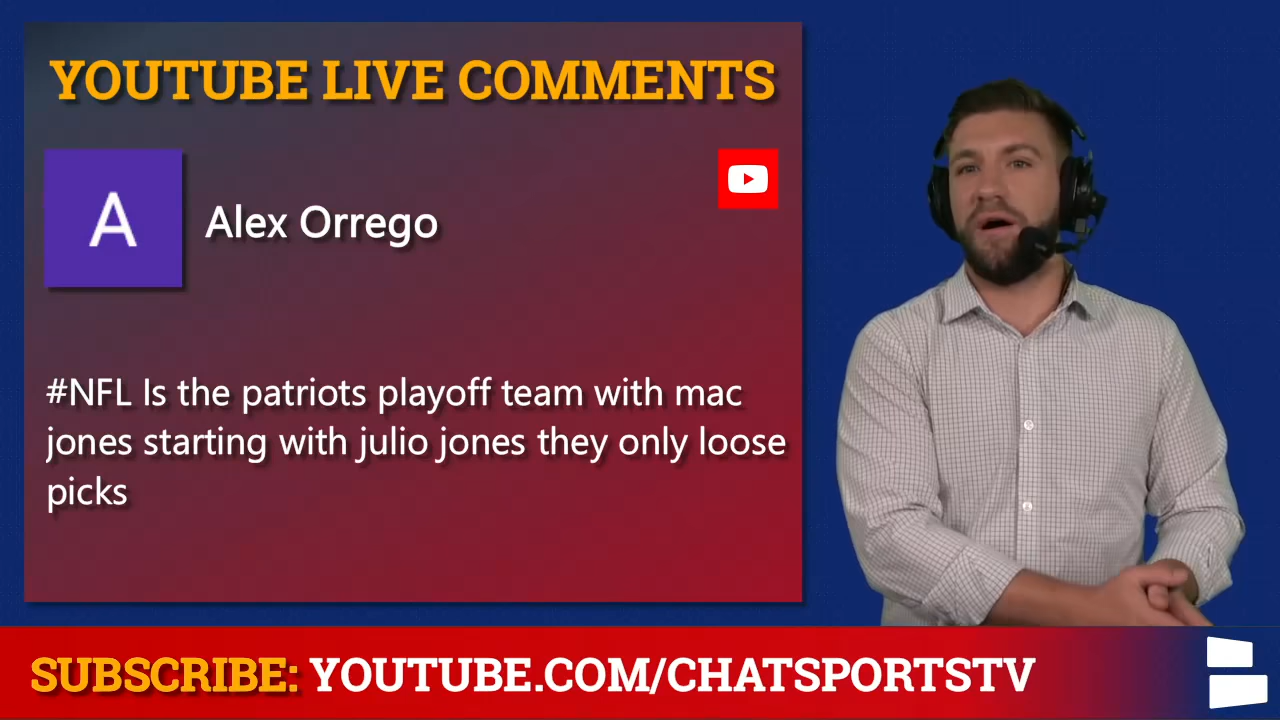 YOUTUBE LIVE COMMENTS
A
Alex Orrego
#NFL Is the patriots playoff team with mac
jones starting with julio jones they only loose
picks
SUBSCRIBE: YOUTUBE.COM/CHATSPORTSTV